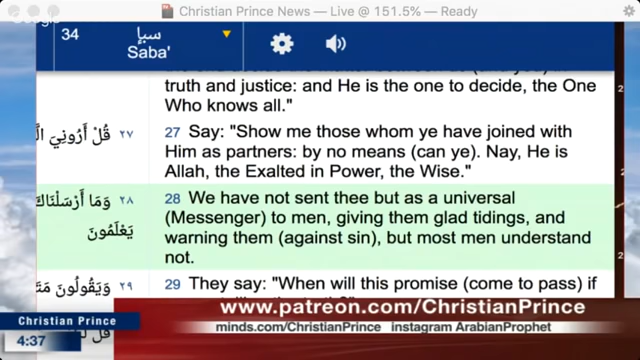 Christian Prince News — Live @ 151.5% — Ready
34
سبإ
Saba'
truth and justice: and He is the one to decide, the One
Who knows all."
٢٧
قُلْ أَرُونِيَ
27 Say: "Show me those whom ye have joined with
Him as partners: by no means (can ye). Nay, He is
Allah, the Exalted in Power, the Wise."
٢٨
وَمَا أَرْسَلْنَاكَ
يَعْلَمُونَ
28 We have not sent thee but as a universal
(Messenger) to men, giving them glad tidings, and
warning them (against sin), but most men understand
not.
٢٩
وَيَقُولُونَ
29 They say: "When will this promise (come to pass) if
www.patreon.com/ChristianPrince
minds.com/ChristianPrince instagram ArabianProphet
Christian Prince
4:37